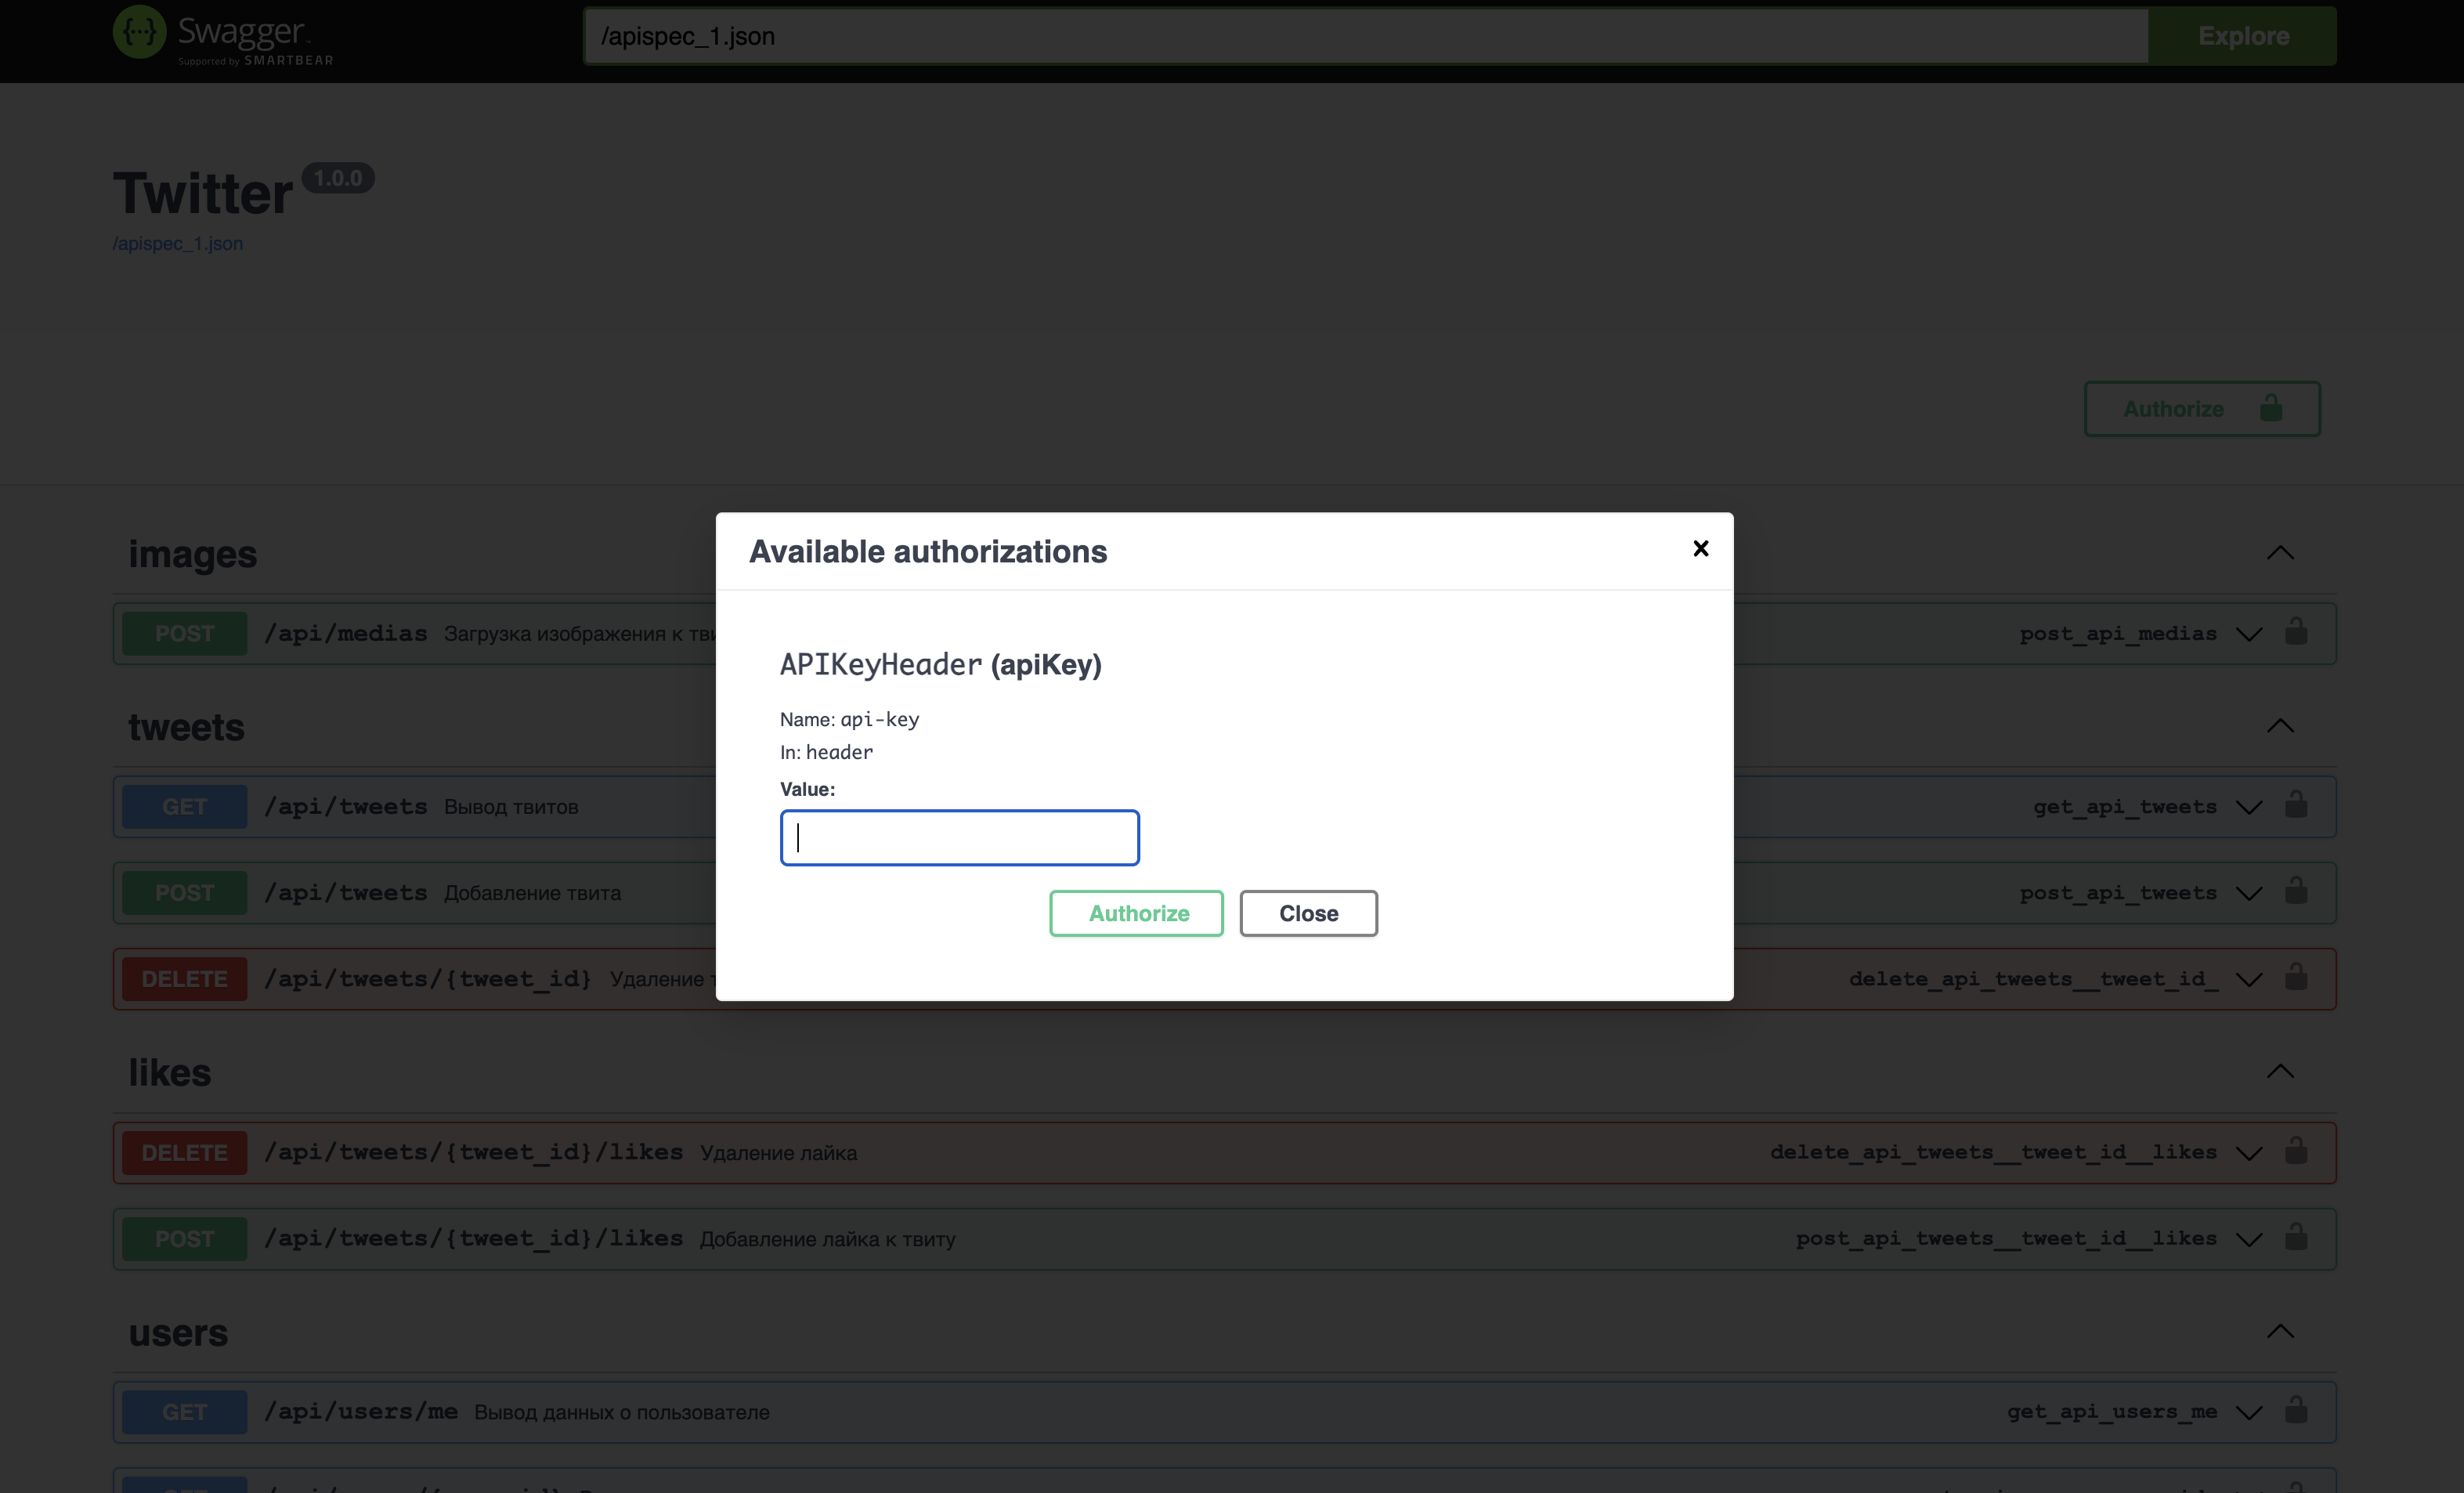 Swagger
Supported by SMARTBEAR
/apispec_1.json
Explore
Twitter 1.0.0
/apispec_1.json
Authorize
images
POST /api/medias Загрузка изображения к тви
post_api_medias
tweets
GET /api/tweets Вывод твитов
get_api_tweets
POST /api/tweets Добавление твита
post_api_tweets
DELETE /api/tweets/{tweet_id} Удаление
delete_api_tweets__tweet_id_
likes
DELETE /api/tweets/{tweet_id}/likes Удаление лайка
delete_api_tweets__tweet_id__likes
POST /api/tweets/{tweet_id}/likes Добавление лайка к твиту
post_api_tweets__tweet_id__likes
users
GET /api/users/me Вывод данных о пользователе
get_api_users_me
Available authorizations
APIKeyHeader (apiKey)
Name: api-key
In: header
Value:
Authorize
Close